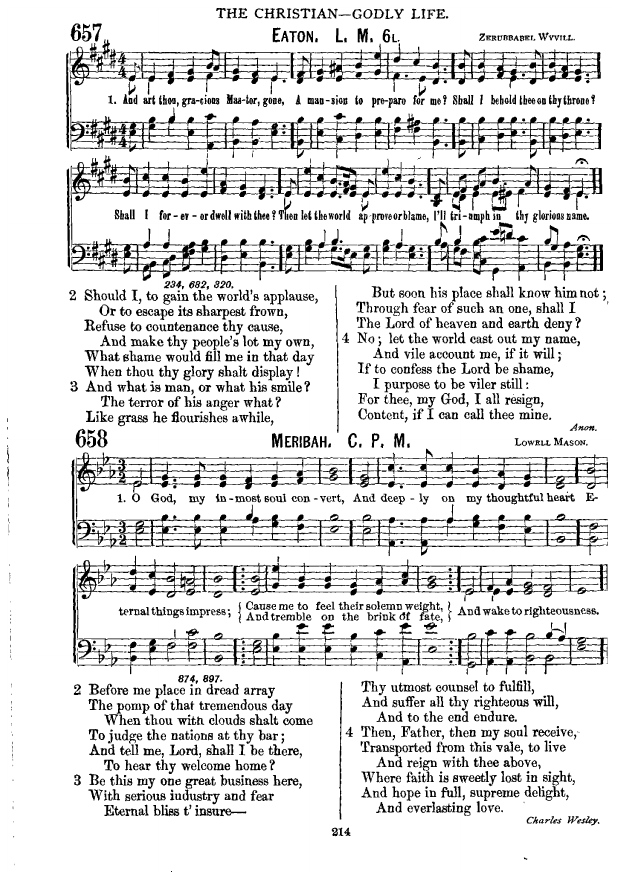 THE CHRISTIAN—GODLY LIFE.
657
EATON. L. M. 6L.
ZERUBBABEL WYVILL.
1. And art thou, gra-cious Mas-tor, gone, A man-sion to pre-pare for me? Shall I behold thee on thy throne?
Shall I for-ev-er dwell with thee? Then let the world ap-prove or blame, I'll tri-umph in thy glorious name.
234, 682, 820.
2 Should I, to gain the world's applause,
Or to escape its sharpest frown,
Refuse to countenance thy cause,
And make thy people's lot my own,
What shame would fill me in that day
When thou thy glory shalt display!
3 And what is man, or what his smile?
The terror of his anger what?
Like grass he flourishes awhile,
But soon his place shall know him not;
Through fear of such an one, shall I
The Lord of heaven and earth deny?
4 No; let the world cast out my name,
And vile account me, if it will;
If to confess the Lord be shame,
I purpose to be viler still:
For thee, my God, I all resign,
Content, if I can call thee mine.
Anon.
658
MERIBAH. C. P. M.
LOWELL MASON.
1. O God, my in-most soul con-vert, And deep-ly on my thoughtful heart E-
ternal things impress; { Cause me to feel their solemn weight, } And wake to righteousness.
{ And tremble on the brink of fate, }
874, 897.
2 Before me place in dread array
The pomp of that tremendous day
When thou with clouds shalt come
To judge the nations at thy bar;
And tell me, Lord, shall I be there,
To hear thy welcome home?
3 Be this my one great business here,
With serious industry and fear
Eternal bliss t' insure—
Thy utmost counsel to fulfill,
And suffer all thy righteous will,
And to the end endure.
4 Then, Father, then my soul receive,
Transported from this vale, to live
And reign with thee above,
Where faith is sweetly lost in sight,
And hope in full, supreme delight,
And everlasting love.
Charles Wesley.
214